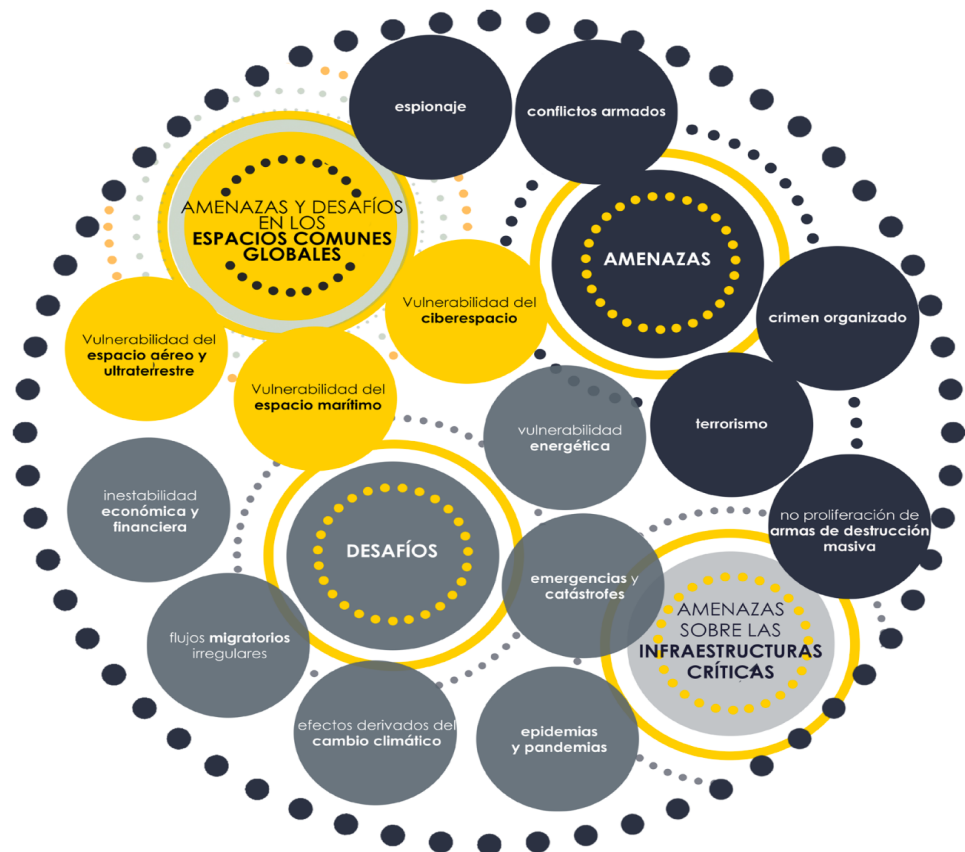 espionaje
conflictos armados
AMENAZAS Y DESAFÍOS
EN LOS
ESPACIOS COMUNES
GLOBALES
AMENAZAS
Vulnerabilidad del
ciberespacio
crimen organizado
Vulnerabilidad del
espacio aéreo y
ultraterrestre
Vulnerabilidad del
espacio marítimo
vulnerabilidad
energética
terrorismo
inestabilidad
económica y
financiera
no proliferación de
armas de destrucción
masiva
DESAFÍOS
emergencias y
catástrofes
AMENAZAS
SOBRE LAS
INFRAESTRUCTURAS
CRÍTICAS
flujos migratorios
irregulares
efectos derivados del
cambio climático
epidemias
y pandemias